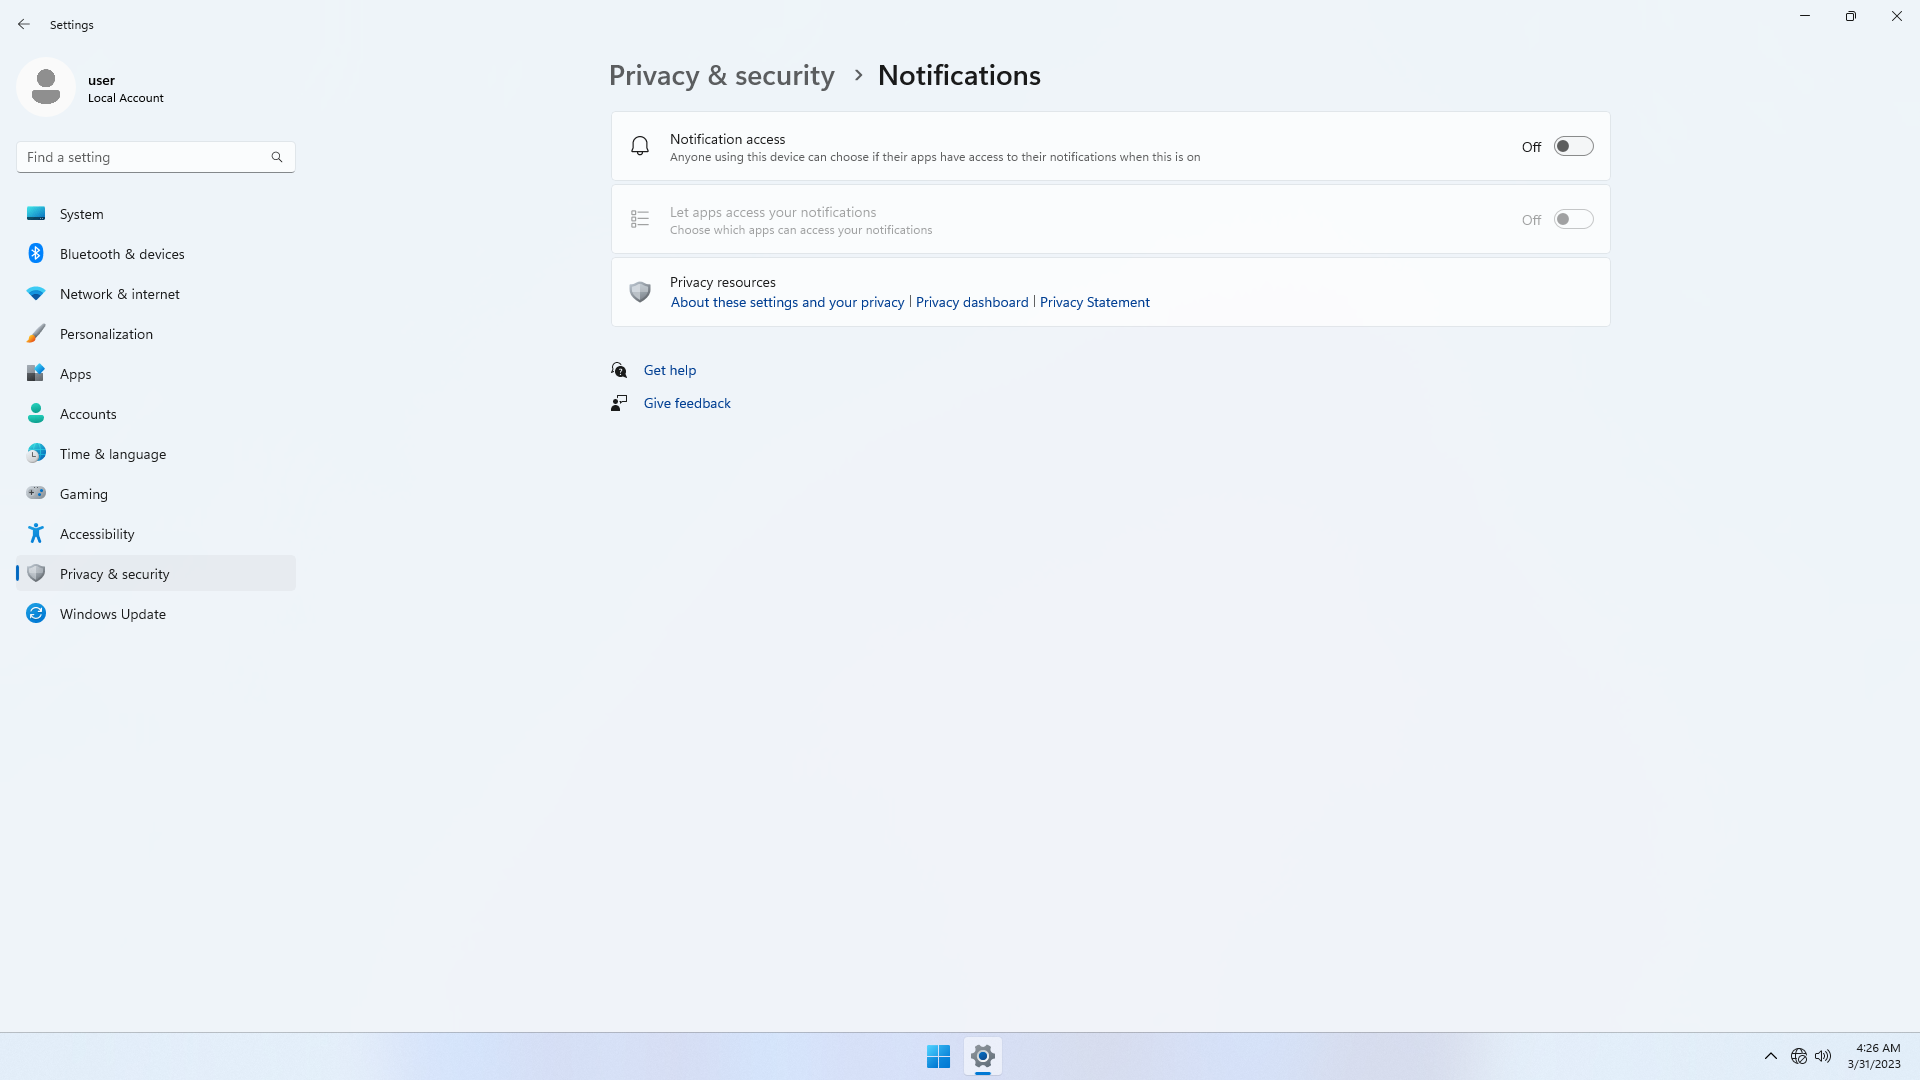 Settings
user
Local Account
Find a setting
System
Bluetooth & devices
Network & internet
Personalization
Apps
Accounts
Time & language
Gaming
Accessibility
Privacy & security
Windows Update
Privacy & security › Notifications
Notification access
Anyone using this device can choose if their apps have access to their notifications when this is on
Off
Let apps access your notifications
Choose which apps can access your notifications
Off
Privacy resources
About these settings and your privacy | Privacy dashboard | Privacy Statement
Get help
Give feedback
4:26 AM
3/31/2023